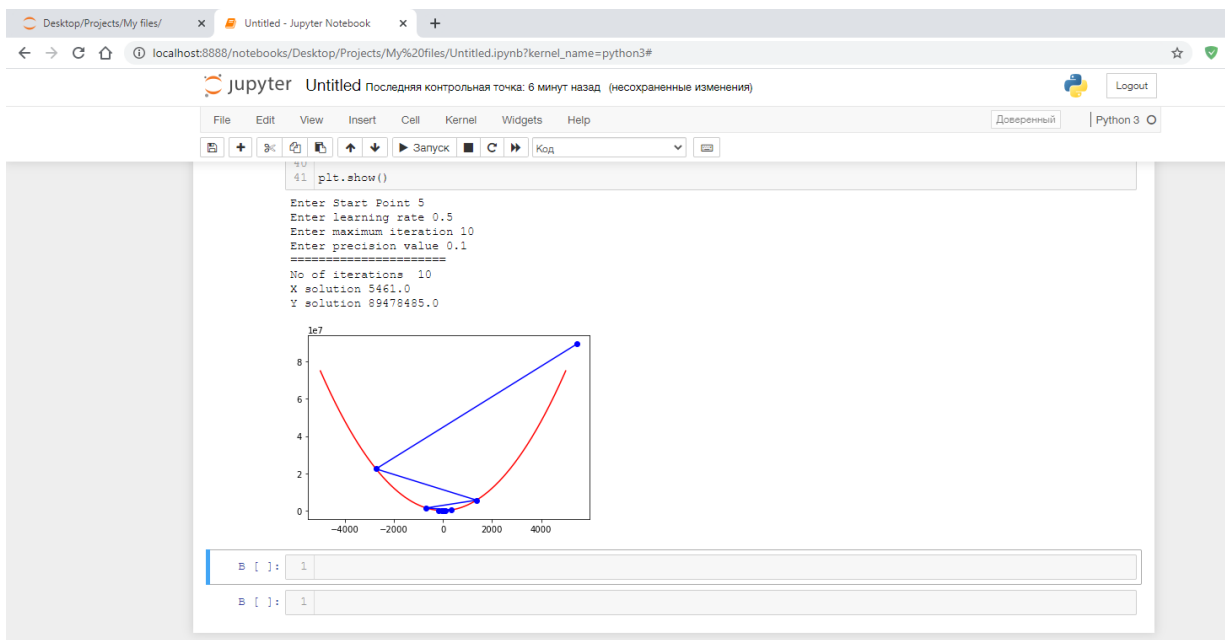 Desktop/Projects/My files/ Untitled - Jupyter Notebook
localhost:8888/notebooks/Desktop/Projects/My%20files/Untitled.ipynb?kernel_name=python3#
jupyter Untitled Последняя контрольная точка: 6 минут назад (несохраненные изменения) Logout
File Edit View Insert Cell Kernel Widgets Help Доверенный Python 3
Запуск Код
40
41 plt.show()
Enter Start Point 5
Enter learning rate 0.5
Enter maximum iteration 10
Enter precision value 0.1
======================
No of iterations  10
X solution 5461.0
Y solution 89478485.0
1e7
8
6
4
2
0
−4000 −2000 0 2000 4000
В [ ]: 1
В [ ]: 1